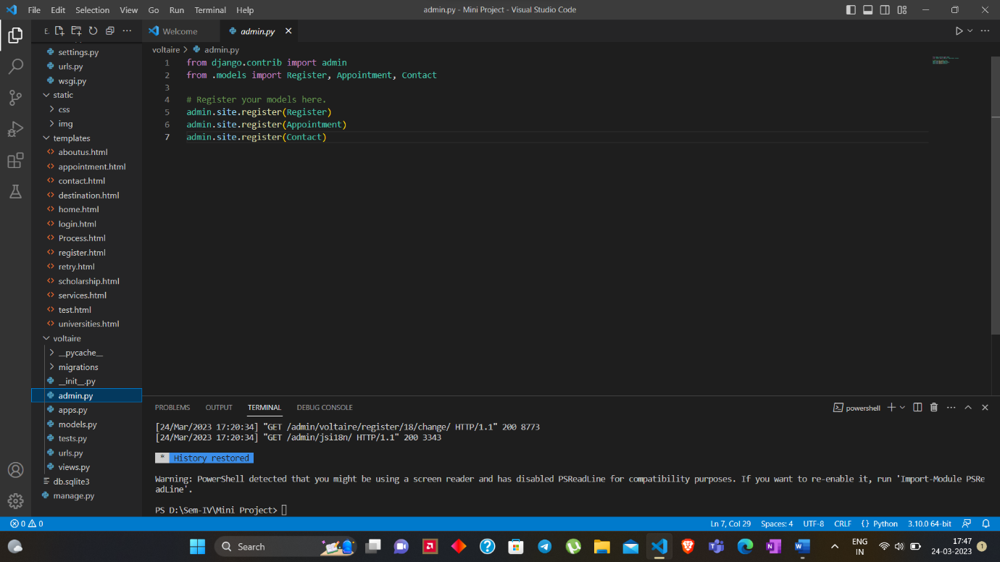 File Edit Selection View Go Run Terminal Help
admin.py - Mini Project - Visual Studio Code
E.
Welcome
admin.py
voltaire > admin.py
settings.py
urls.py
wsgi.py
static
css
img
templates
aboutus.html
appointment.html
contact.html
destination.html
home.html
login.html
Process.html
register.html
retry.html
scholarship.html
services.html
test.html
universities.html
voltaire
__pycache__
migrations
__init__.py
admin.py
apps.py
models.py
tests.py
urls.py
views.py
db.sqlite3
manage.py
1 from django.contrib import admin
2 from .models import Register, Appointment, Contact
3
4 # Register your models here.
5 admin.site.register(Register)
6 admin.site.register(Appointment)
7 admin.site.register(Contact)
PROBLEMS OUTPUT TERMINAL DEBUG CONSOLE
powershell
[24/Mar/2023 17:20:34] "GET /admin/voltaire/register/18/change/ HTTP/1.1" 200 8773
[24/Mar/2023 17:20:34] "GET /admin/jsi18n/ HTTP/1.1" 200 3343
* History restored
Warning: PowerShell detected that you might be using a screen reader and has disabled PSReadLine for compatibility purposes. If you want to re-enable it, run 'Import-Module PSRe
adLine'.
PS D:\Sem-IV\Mini Project>
0 0
Ln 7, Col 29 Spaces: 4 UTF-8 CRLF {} Python 3.10.0 64-bit
Search
ENG
IN
17:47
24-03-2023
1